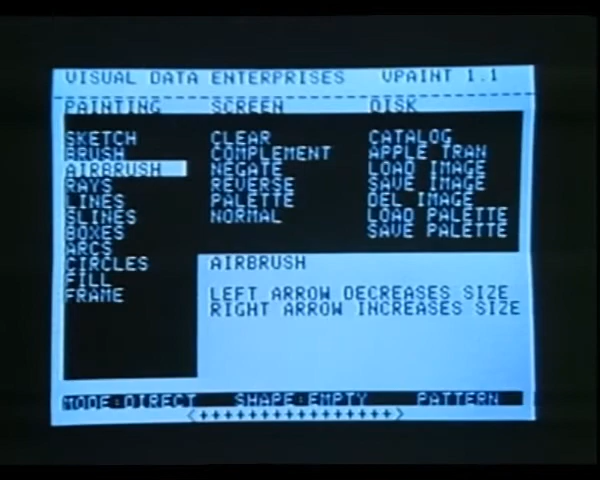 VISUAL DATA ENTERPRISES VPAINT 1.1
PAINTING SCREEN DISK
SKETCH CLEAR CATALOG
BRUSH COMPLEMENT APPLE TRAN
AIRBRUSH NEGATE LOAD IMAGE
RAYS REVERSE SAVE IMAGE
LINES PALETTE DEL IMAGE
SLINES NORMAL LOAD PALETTE
BOXES SAVE PALETTE
ARCS
CIRCLES AIRBRUSH
FILL
FRAME LEFT ARROW DECREASES SIZE
RIGHT ARROW INCREASES SIZE
MODE:DIRECT SHAPE:EMPTY PATTERN
<++++++++++++++++>